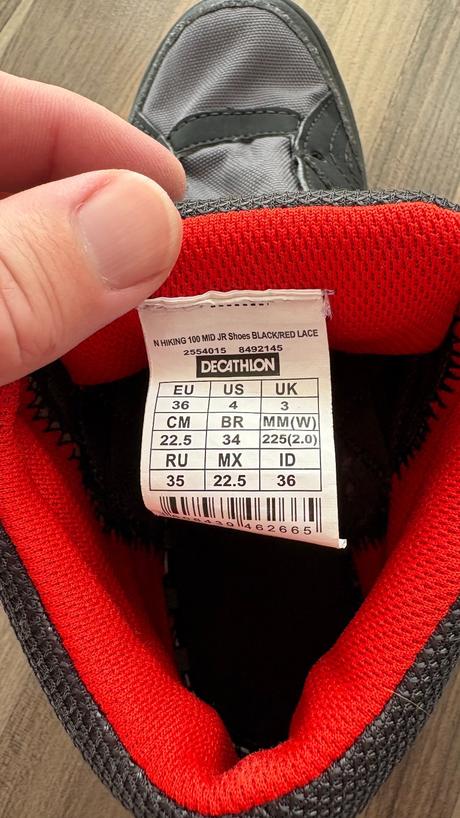 N HIKING 100 MID JR Shoes BLACK/RED LACE
2554015 8492145
DECATHLON
EU US UK
36 4 3
CM BR MM(W)
22.5 34 225(2.0)
RU MX ID
35 22.5 36
462665